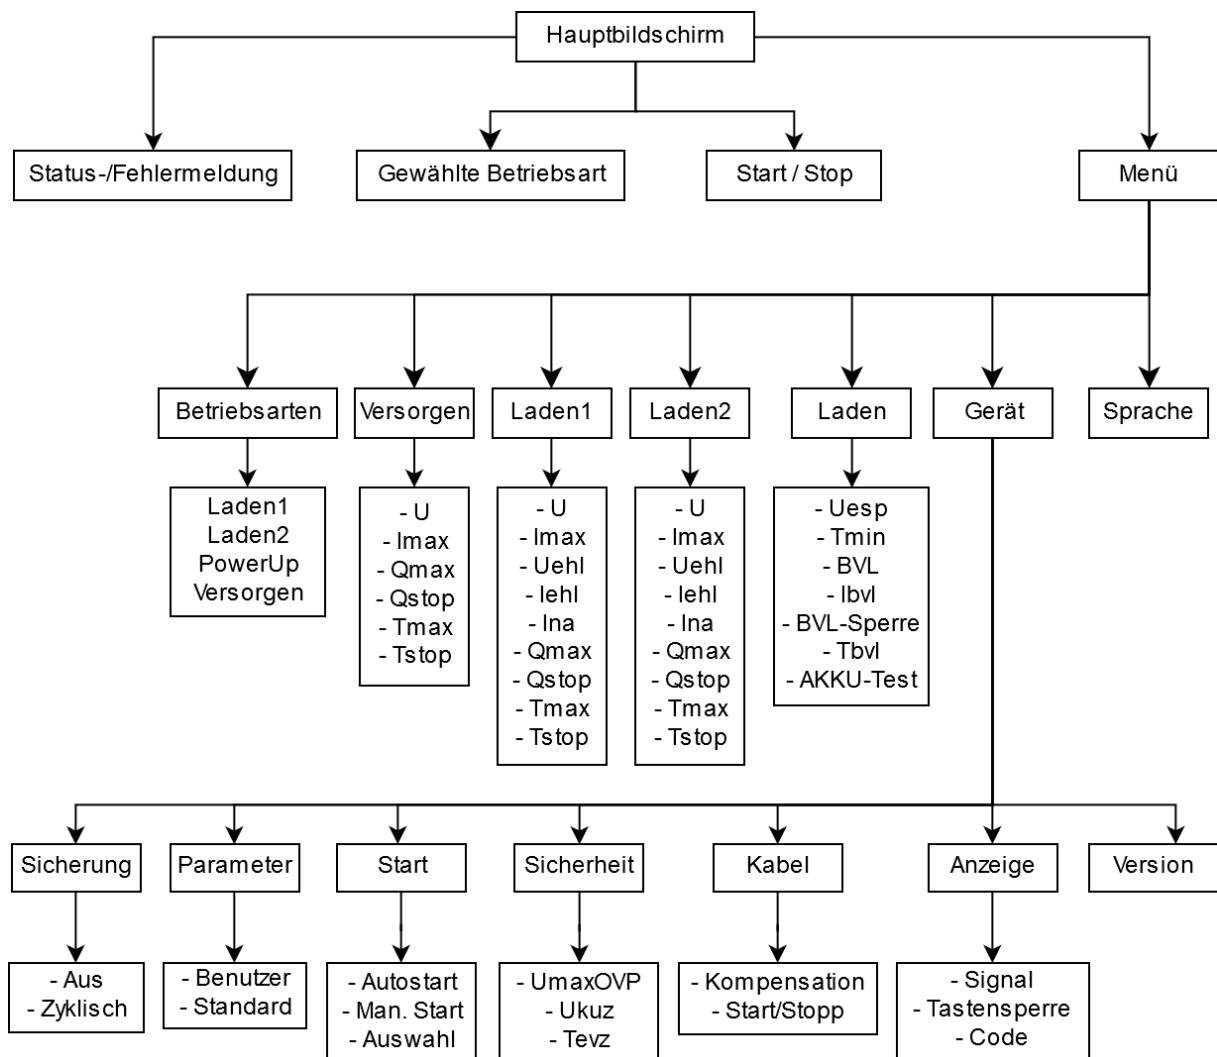 Hauptbildschirm
Status-/Fehlermeldung
Gewählte Betriebsart
Start / Stop
Menü
Betriebsarten
Versorgen
Laden1
Laden2
Laden
Gerät
Sprache
Laden1
Laden2
PowerUp
Versorgen
- U
- Imax
- Qmax
- Qstop
- Tmax
- Tstop
- U
- Imax
- Uehl
- Iehl
- Ina
- Qmax
- Qstop
- Tmax
- Tstop
- U
- Imax
- Uehl
- Iehl
- Ina
- Qmax
- Qstop
- Tmax
- Tstop
- Uesp
- Tmin
- BVL
- Ibvl
- BVL-Sperre
- Tbvl
- AKKU-Test
Sicherung
Parameter
Start
Sicherheit
Kabel
Anzeige
Version
- Aus
- Zyklisch
- Benutzer
- Standard
- Autostart
- Man. Start
- Auswahl
- UmaxOVP
- Ukuz
- Tevz
- Kompensation
- Start/Stopp
- Signal
- Tastensperre
- Code